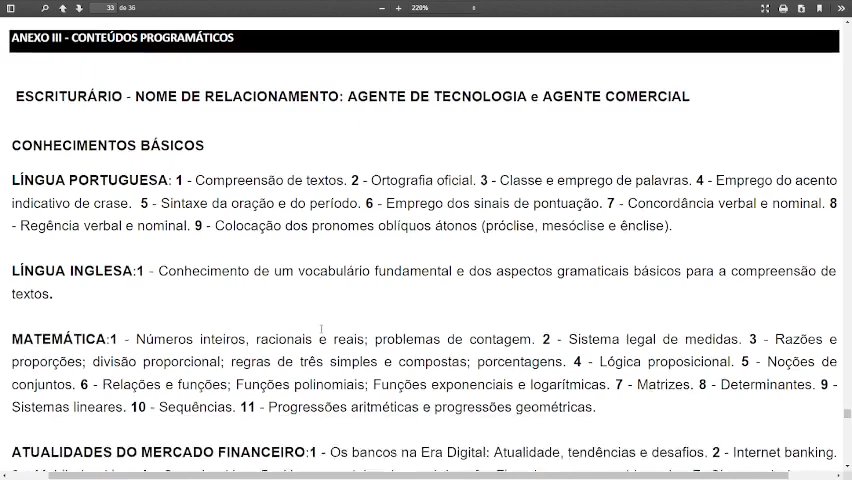 33 de 36
220%
ANEXO III - CONTEÚDOS PROGRAMÁTICOS
ESCRITURÁRIO - NOME DE RELACIONAMENTO: AGENTE DE TECNOLOGIA e AGENTE COMERCIAL
CONHECIMENTOS BÁSICOS
LÍNGUA PORTUGUESA: 1 - Compreensão de textos. 2 - Ortografia oficial. 3 - Classe e emprego de palavras. 4 - Emprego do acento
indicativo de crase. 5 - Sintaxe da oração e do período. 6 - Emprego dos sinais de pontuação. 7 - Concordância verbal e nominal. 8
- Regência verbal e nominal. 9 - Colocação dos pronomes oblíquos átonos (próclise, mesóclise e ênclise).
LÍNGUA INGLESA:1 - Conhecimento de um vocabulário fundamental e dos aspectos gramaticais básicos para a compreensão de
textos.
MATEMÁTICA:1 - Números inteiros, racionais e reais; problemas de contagem. 2 - Sistema legal de medidas. 3 - Razões e
proporções; divisão proporcional; regras de três simples e compostas; porcentagens. 4 - Lógica proposicional. 5 - Noções de
conjuntos. 6 - Relações e funções; Funções polinomiais; Funções exponenciais e logarítmicas. 7 - Matrizes. 8 - Determinantes. 9 -
Sistemas lineares. 10 - Sequências. 11 - Progressões aritméticas e progressões geométricas.
ATUALIDADES DO MERCADO FINANCEIRO:1 - Os bancos na Era Digital: Atualidade, tendências e desafios. 2 - Internet banking.